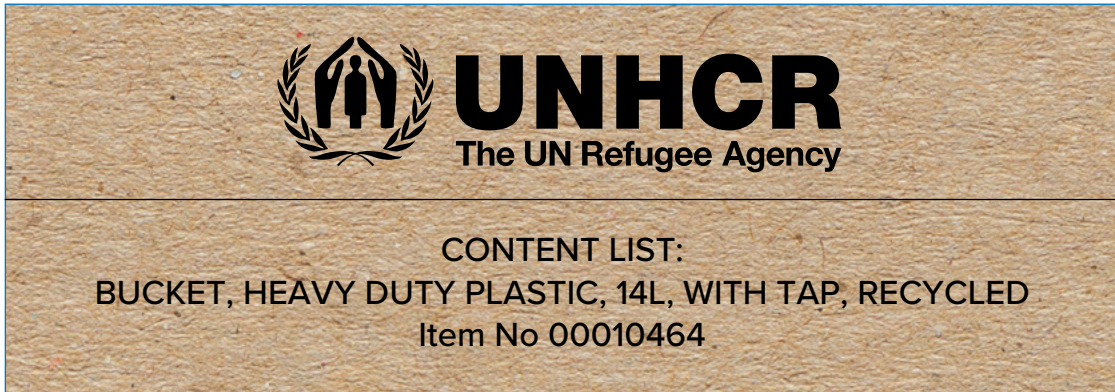 UNHCR
The UN Refugee Agency
CONTENT LIST:
BUCKET, HEAVY DUTY PLASTIC, 14L, WITH TAP, RECYCLED
Item No 00010464